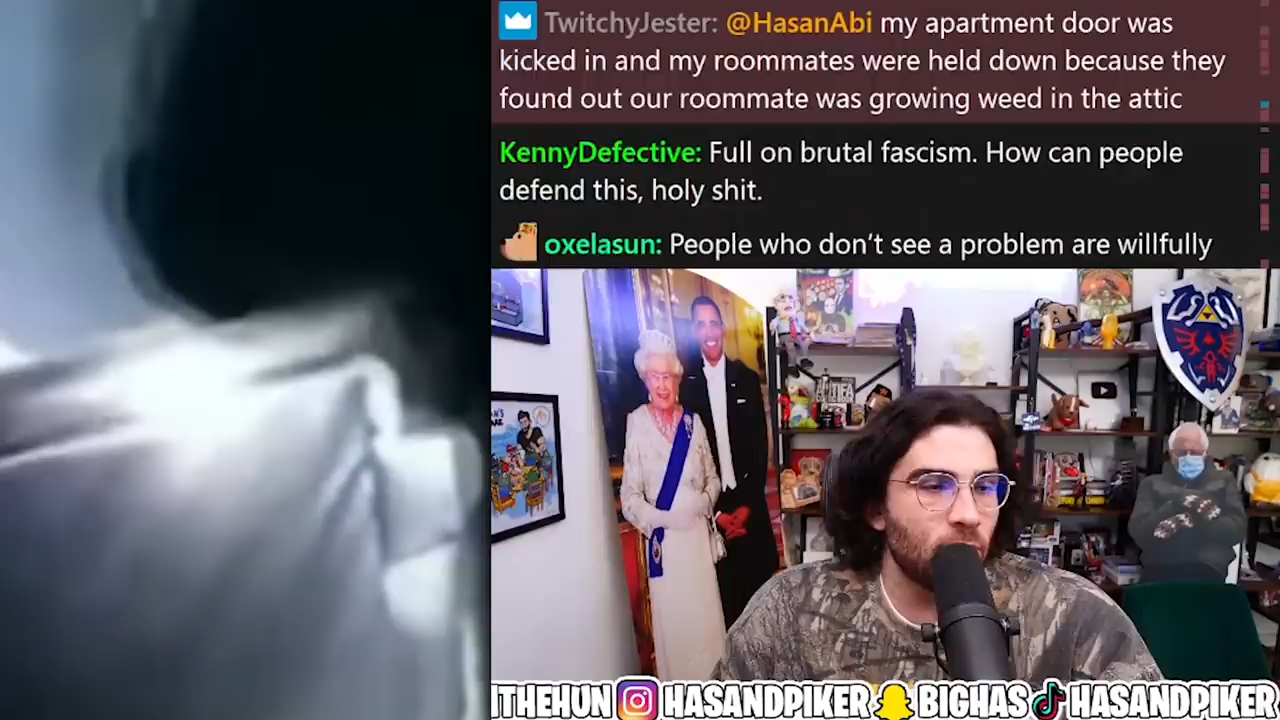 TwitchyJester: @HasanAbi my apartment door was
kicked in and my roommates were held down because they
found out our roommate was growing weed in the attic
KennyDefective: Full on brutal fascism. How can people
defend this, holy shit.
oxelasun: People who don't see a problem are willfully
ANTIFA
ITHEHUN HASANDPIKER BIGHAS HASANDPIKER